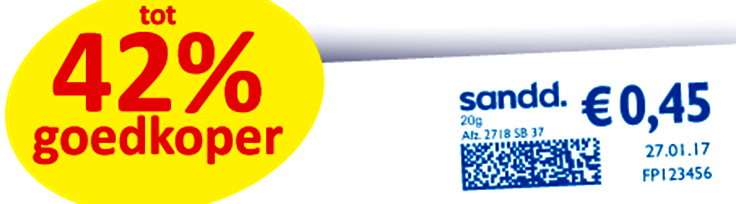 tot
42%
goedkoper
sandd.
€ 0,45
20g
Afz. 2718 SB 37
27.01.17
FP123456